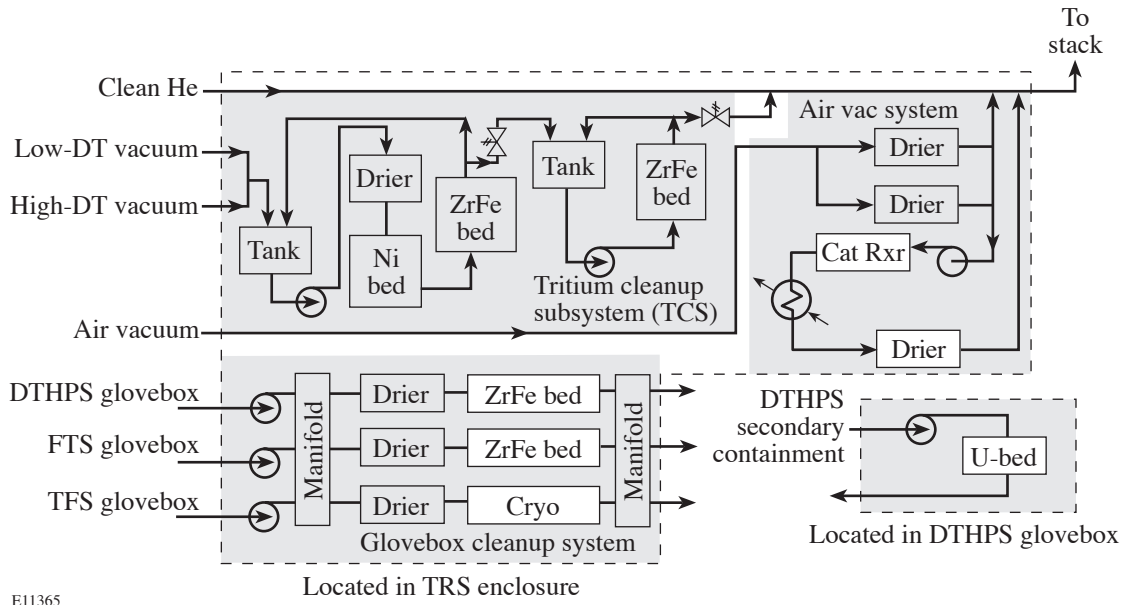 To
stack
Clean He
Air vac system
Low-DT vacuum
Drier
High-DT vacuum
Tank
Drier
ZrFe
bed
Tank
ZrFe
bed
Drier
Ni
bed
Cat Rxr
Tritium cleanup
subsystem (TCS)
Air vacuum
Drier
DTHPS glovebox
FTS glovebox
TFS glovebox
Manifold
Drier
ZrFe bed
Drier
ZrFe bed
Drier
Cryo
Manifold
Glovebox cleanup system
Located in TRS enclosure
DTHPS
secondary
containment
U-bed
Located in DTHPS glovebox
E11365